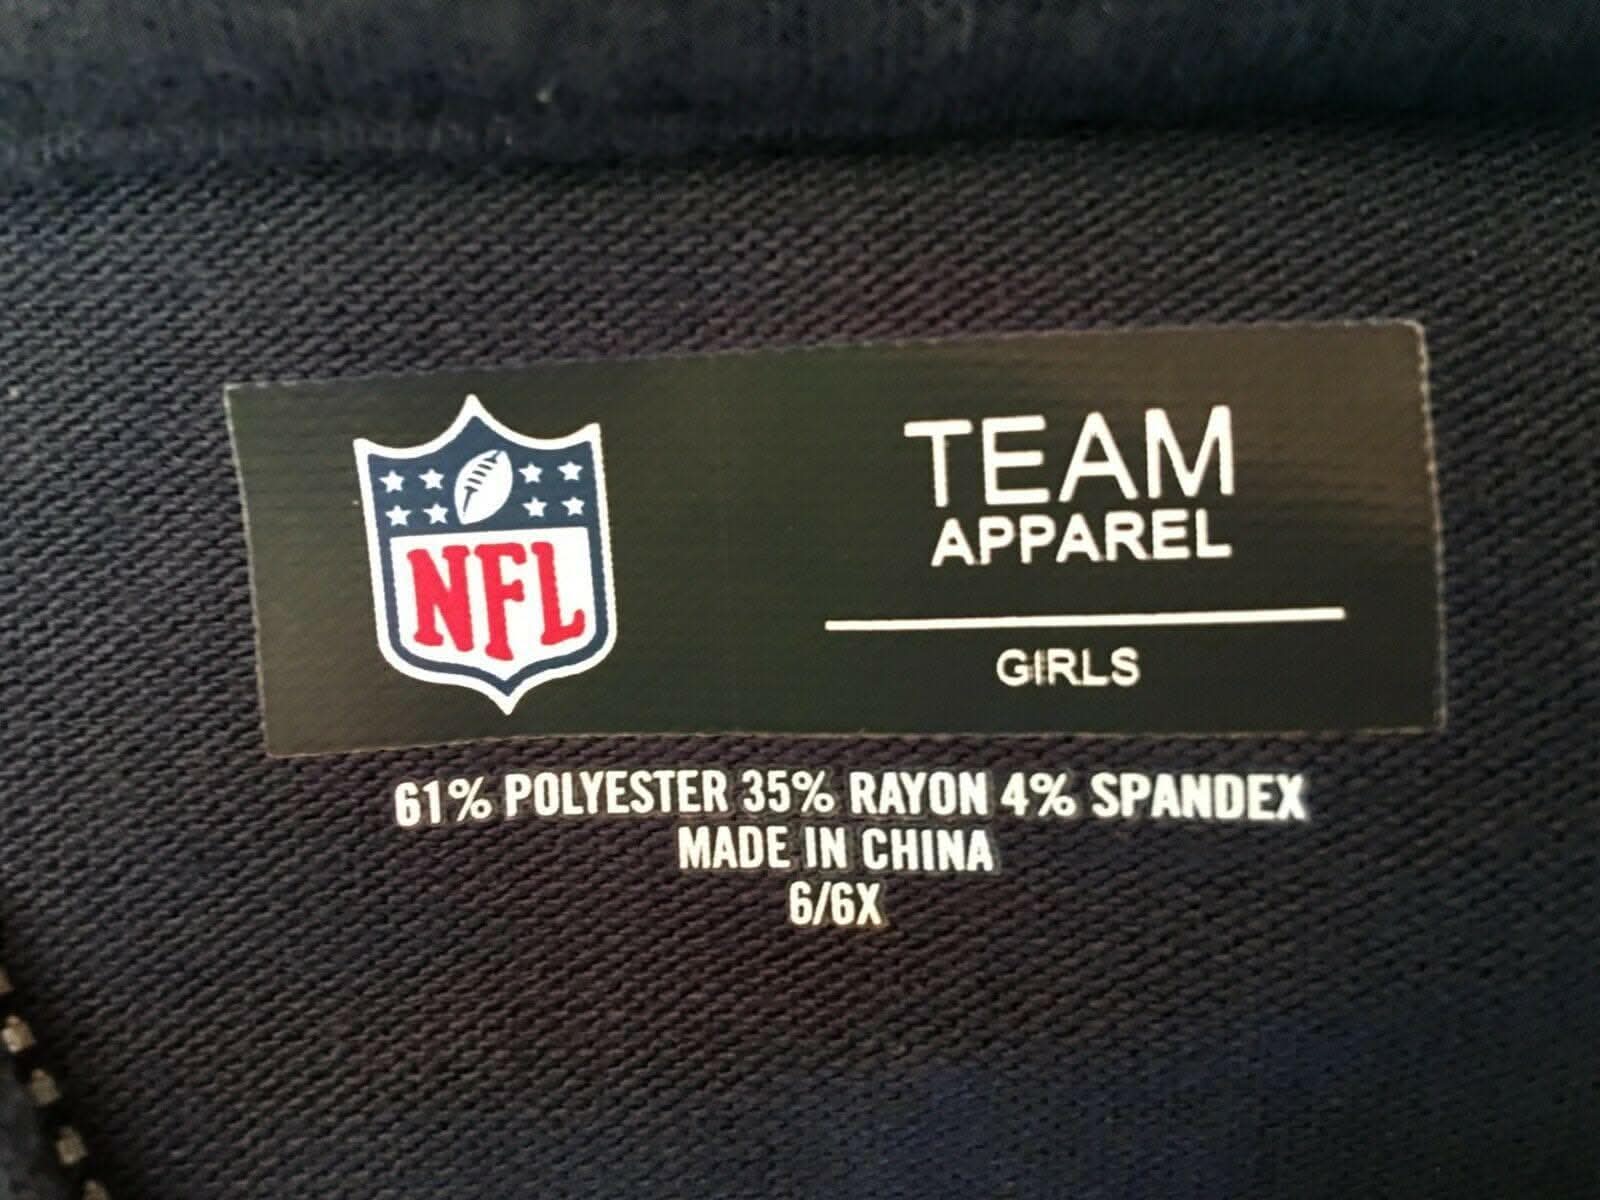 NFL
TEAM
APPAREL
GIRLS
61% POLYESTER 35% RAYON 4% SPANDEX
MADE IN CHINA
6/6X